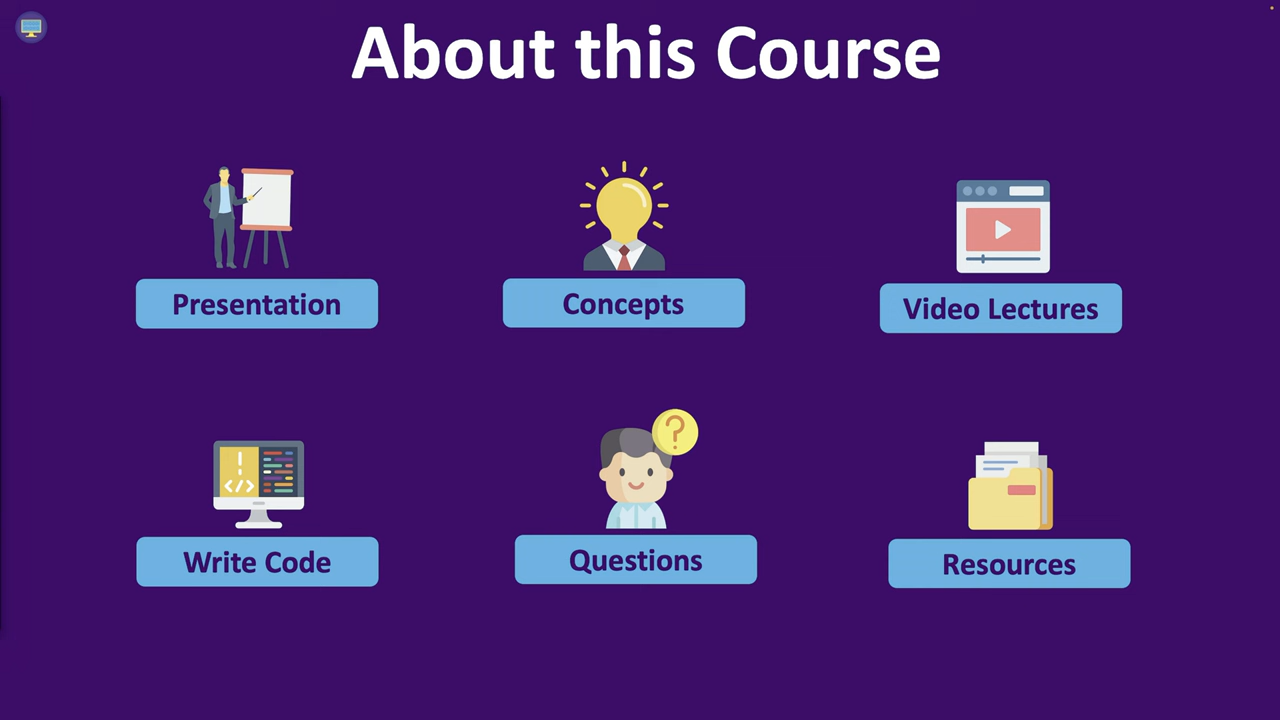 About this Course
Presentation
Concepts
Video Lectures
Write Code
Questions
Resources